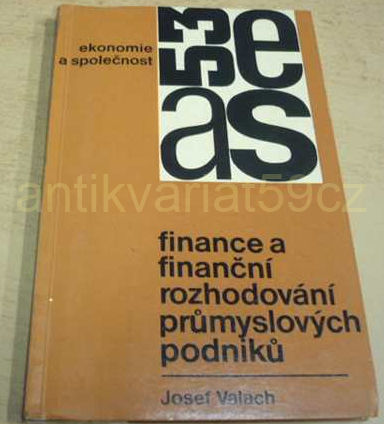 ekonomie
a společnost
53
e
as
antikvariat59cz
finance a
finanční
rozhodování
průmyslových
podniků
Josef Valach